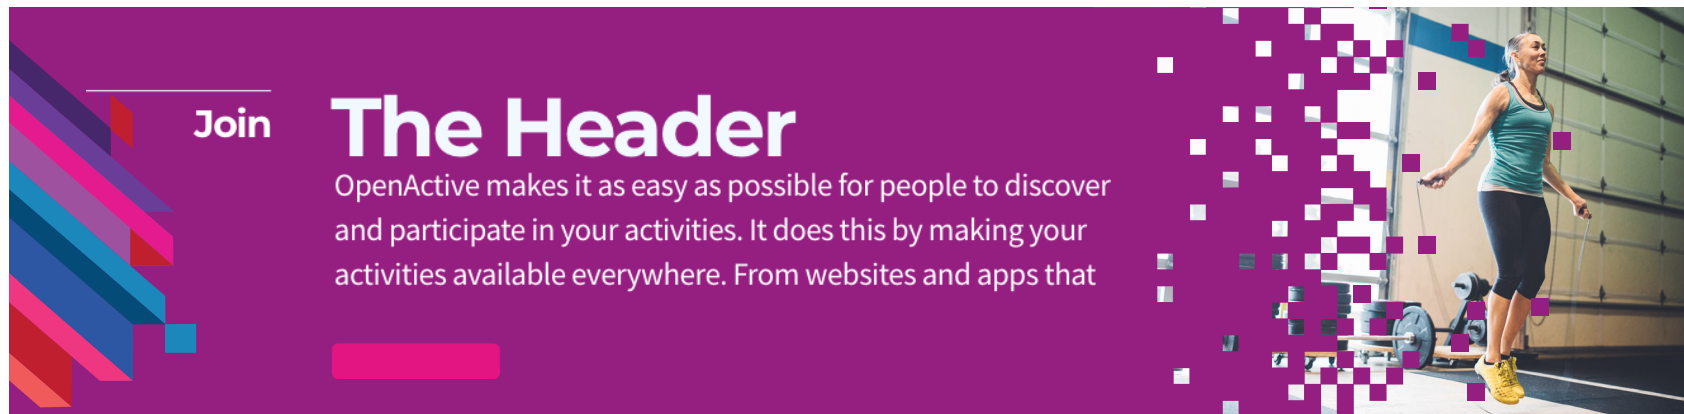 Join
The Header
OpenActive makes it as easy as possible for people to discover
and participate in your activities. It does this by making your
activities available everywhere. From websites and apps that